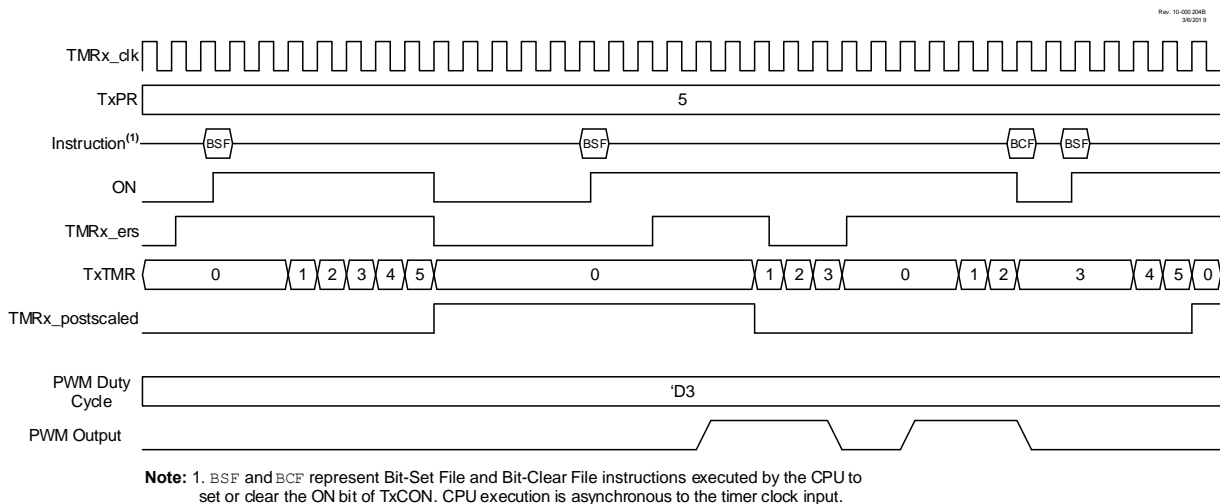 Rev. 10-000 204B
3/6/201 9
TMRx_clk
TxPR 5
Instruction(1) BSF BSF BCF BSF
ON
TMRx_ers
TxTMR 0 1 2 3 4 5 0 1 2 3 0 1 2 3 4 5 0
TMRx_postscaled
PWM Duty
Cycle
'D3
PWM Output
Note: 1. BSF and BCF represent Bit-Set File and Bit-Clear File instructions executed by the CPU to
set or clear the ON bit of TxCON. CPU execution is asynchronous to the timer clock input.